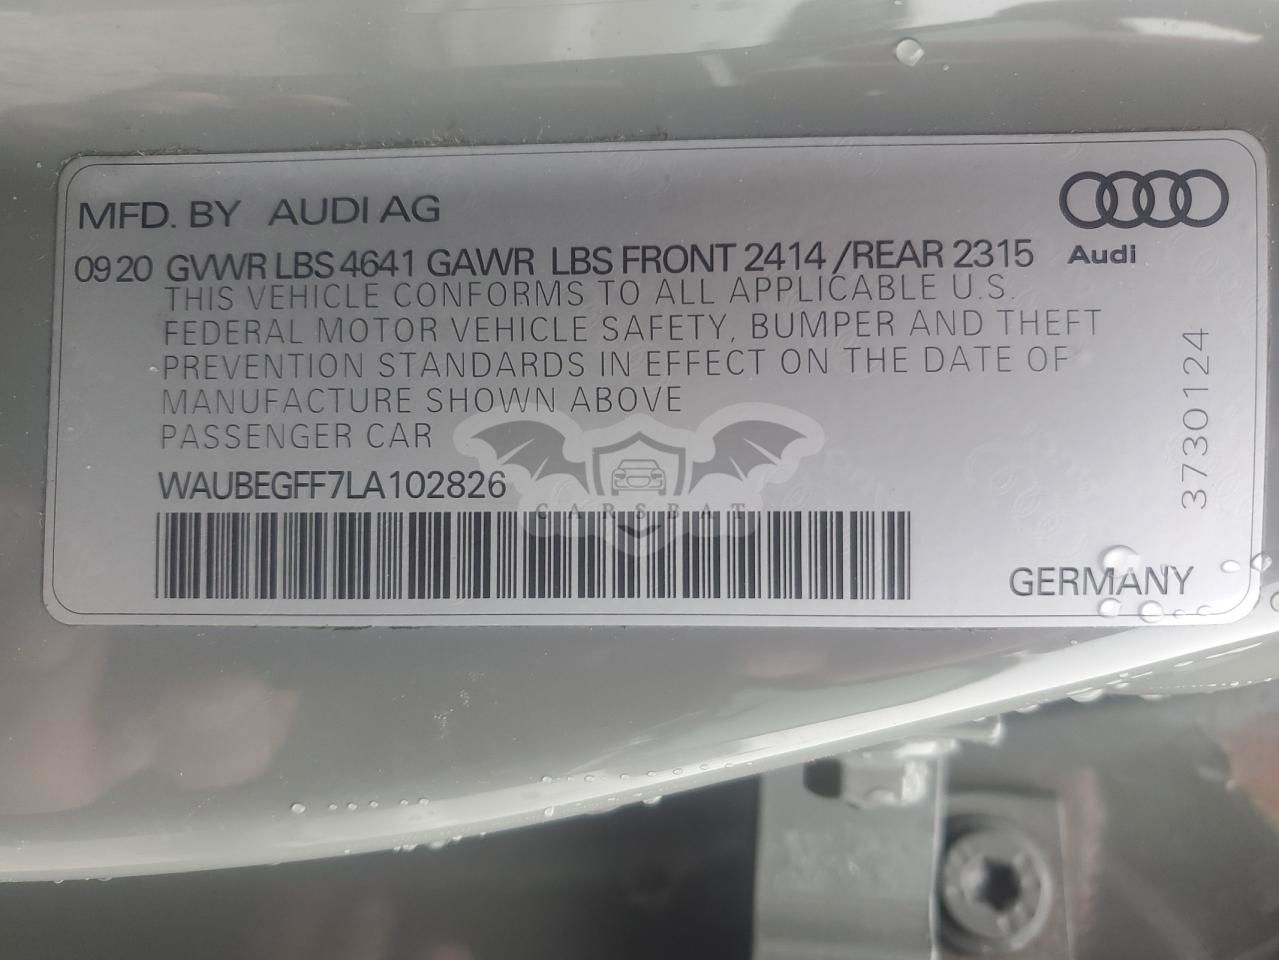 MFD. BY AUDI AG
Audi
09 20 GVWR LBS 4641 GAWR LBS FRONT 2414 /REAR 2315
THIS VEHICLE CONFORMS TO ALL APPLICABLE U.S.
FEDERAL MOTOR VEHICLE SAFETY, BUMPER AND THEFT
PREVENTION STANDARDS IN EFFECT ON THE DATE OF
MANUFACTURE SHOWN ABOVE
PASSENGER CAR
WAUBEGFF7LA102826
CARSBAT
3730124
GERMANY